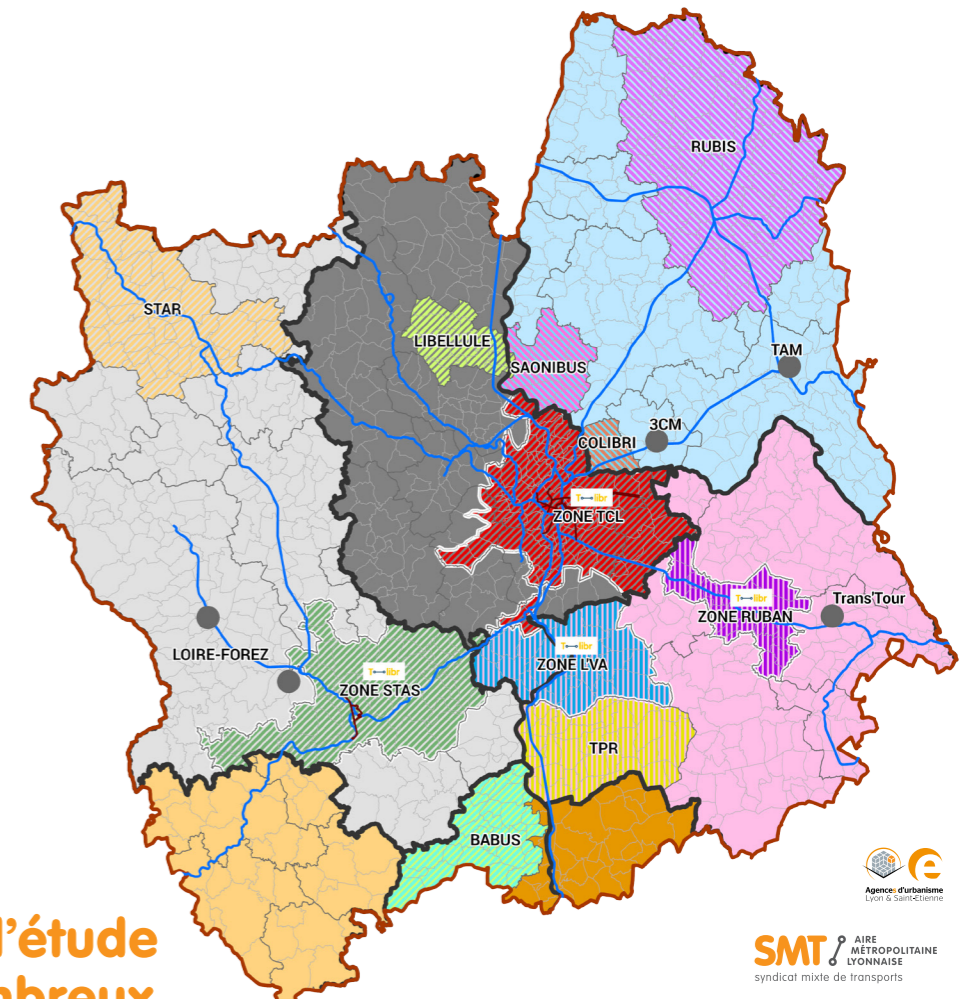 RUBIS
STAR
LIBELLULE
SAONIBUS
TAM
3CM
COLIBRI
T libr
ZONE TCL
T libr
Trans'Tour
ZONE RUBAN
T libr
LOIRE-FOREZ
ZONE L'VA
T libr
ZONE STAS
TPR
BABUS
Agences d'urbanisme
Lyon & Saint-Etienne
l'étude
SMT
AIRE
MÉTROPOLITAINE
LYONNAISE
syndicat mixte de transports